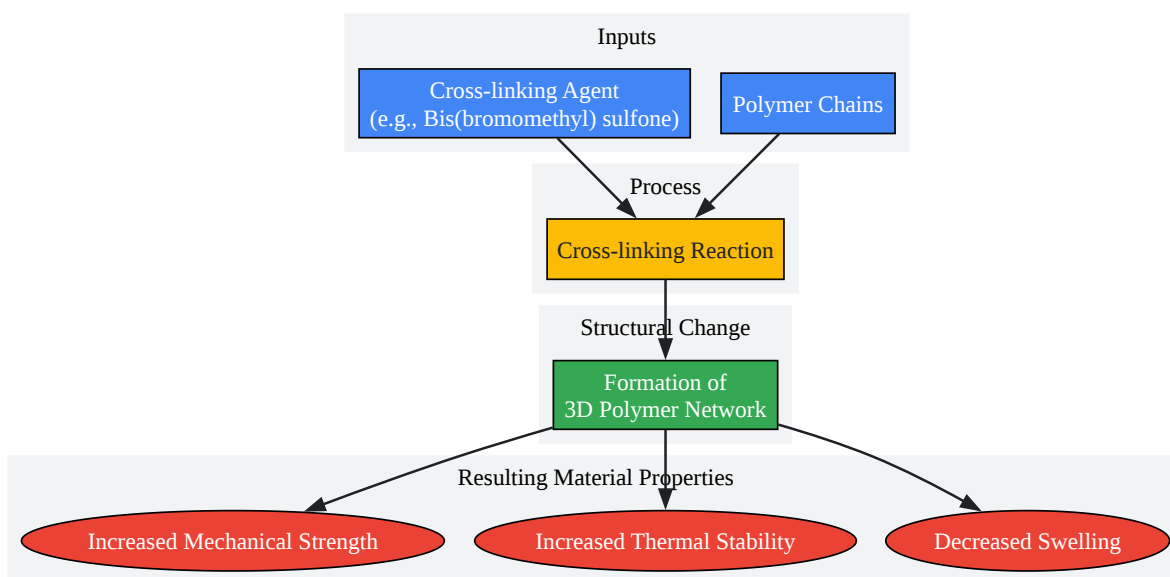 Inputs
Cross-linking Agent
(e.g., Bis(bromomethyl) sulfone)
Polymer Chains
Process
Cross-linking Reaction
Structural Change
Formation of
3D Polymer Network
Resulting Material Properties
Increased Mechanical Strength
Increased Thermal Stability
Decreased Swelling